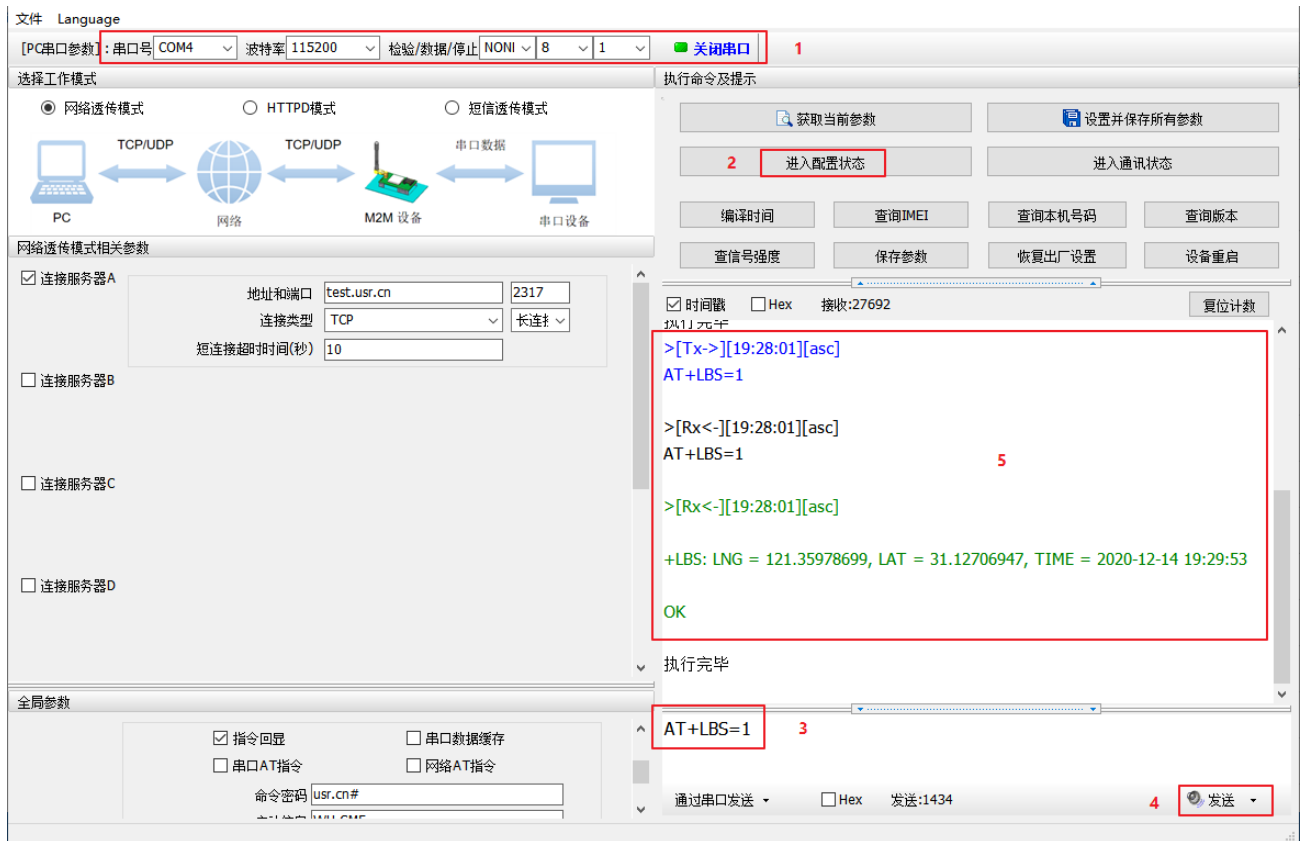 文件 Language
[PC串口参数]:串口号 COM4 波特率 115200 检验/数据/停止 NONI 8 1 关闭串口 1
选择工作模式
网络透传模式 HTTPD模式 短信透传模式
TCP/UDP TCP/UDP 串口数据
PC 网络 M2M 设备 串口设备
网络透传模式相关参数
连接服务器A
地址和端口 test.usr.cn 2317
连接类型 TCP
短连接超时时间(秒) 10
连接服务器B
连接服务器C
连接服务器D
全局参数
指令回显 串口数据缓存
串口AT指令 网络AT指令
命令密码 usr.cn#
执行命令及提示
获取当前参数 设置并保存所有参数
2 进入配置状态 进入通讯状态
编译时间 查询IMEI 查询本机号码 查询版本
查信号强度 保存参数 恢复出厂设置 设备重启
时间戳 Hex 接收:27692 复位计数
执行完毕
>[Tx->][19:28:01][asc]
AT+LBS=1
>[Rx<-][19:28:01][asc]
AT+LBS=1
5
>[Rx<-][19:28:01][asc]
+LBS: LNG = 121.35978699, LAT = 31.12706947, TIME = 2020-12-14 19:29:53
OK
执行完毕
AT+LBS=1 3
通过串口发送 Hex 发送:1434 4 发送